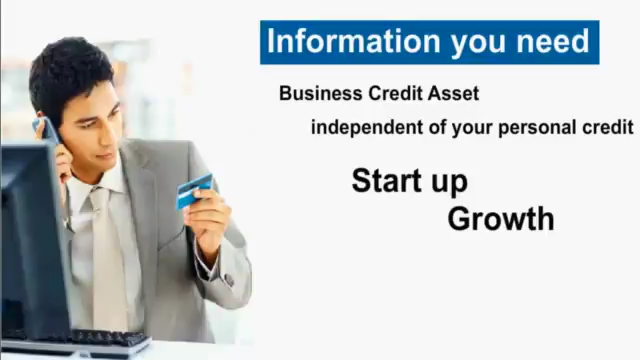 Information you need
Business Credit Asset
independent of your personal credit
Start up
Growth